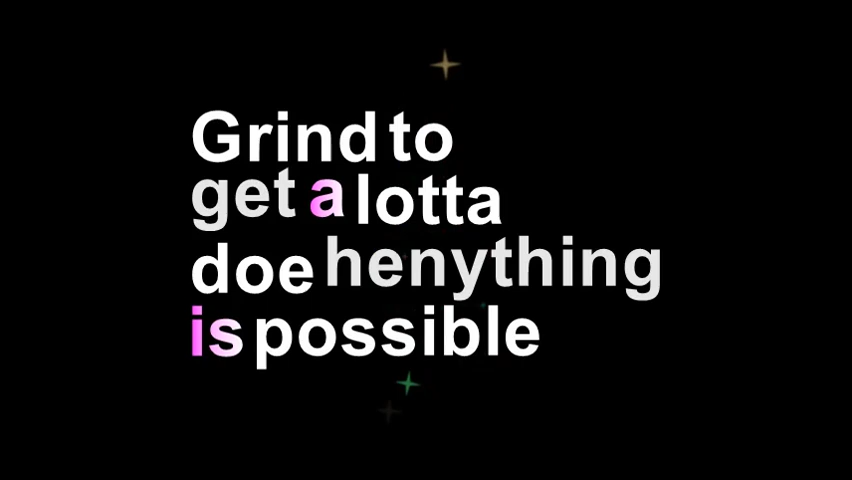 Grind to
get a lotta
doe henything
is possible